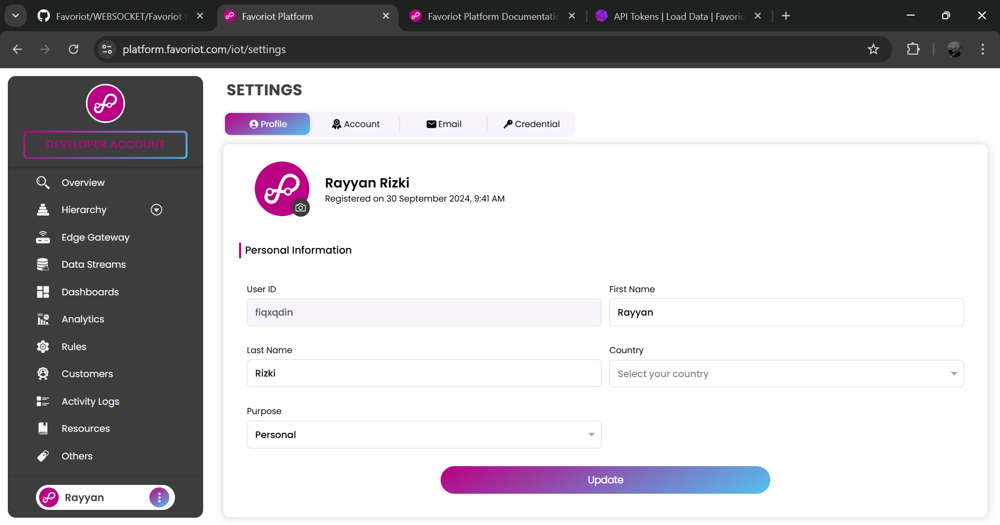 Favoriot/WEBSOCKET/Favoriot t
Favoriot Platform
Favoriot Platform Documentatio
API Tokens | Load Data | Favorio
platform.favoriot.com/iot/settings
DEVELOPER ACCOUNT
Overview
Hierarchy
Edge Gateway
Data Streams
Dashboards
Analytics
Rules
Customers
Activity Logs
Resources
Others
Rayyan
SETTINGS
Profile
Account
Email
Credential
Rayyan Rizki
Registered on 30 September 2024, 9:41 AM
Personal Information
User ID
fiqxqdin
First Name
Rayyan
Last Name
Rizki
Country
Select your country
Purpose
Personal
Update